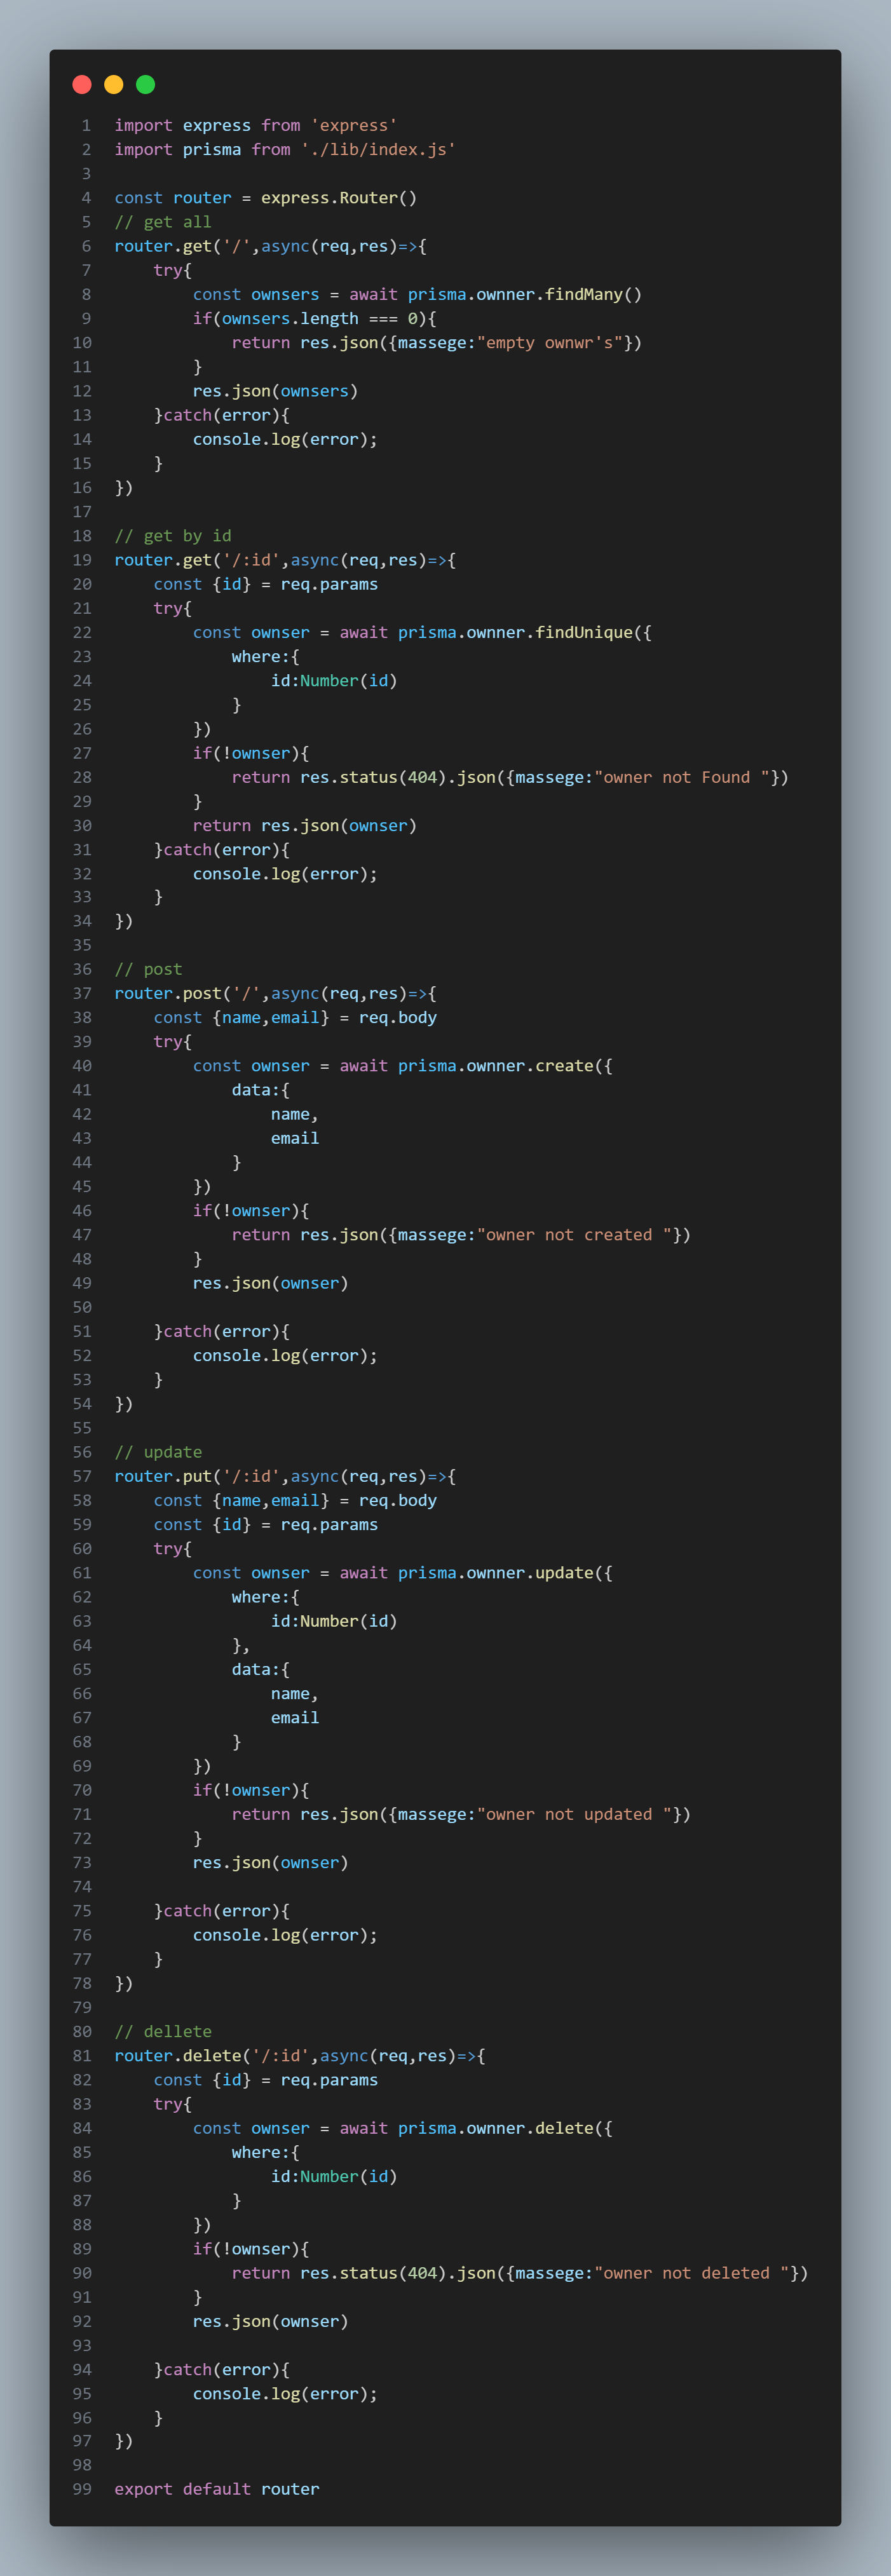 1 import express from 'express'
2 import prisma from './lib/index.js'
3
4 const router = express.Router()
5 // get all
6 router.get('/',async(req,res)=>{
7     try{
8         const ownsers = await prisma.ownner.findMany()
9         if(ownsers.length === 0){
10             return res.json({massege:"empty ownwr's"})
11         }
12         res.json(ownsers)
13     }catch(error){
14         console.log(error);
15     }
16 })
17
18 // get by id
19 router.get('/:id',async(req,res)=>{
20     const {id} = req.params
21     try{
22         const ownser = await prisma.ownner.findUnique({
23             where:{
24                 id:Number(id)
25             }
26         })
27         if(!ownser){
28             return res.status(404).json({massege:"owner not Found "})
29         }
30         return res.json(ownser)
31     }catch(error){
32         console.log(error);
33     }
34 })
35
36 // post
37 router.post('/',async(req,res)=>{
38     const {name,email} = req.body
39     try{
40         const ownser = await prisma.ownner.create({
41             data:{
42                 name,
43                 email
44             }
45         })
46         if(!ownser){
47             return res.json({massege:"owner not created "})
48         }
49         res.json(ownser)
50
51     }catch(error){
52         console.log(error);
53     }
54 })
55
56 // update
57 router.put('/:id',async(req,res)=>{
58     const {name,email} = req.body
59     const {id} = req.params
60     try{
61         const ownser = await prisma.ownner.update({
62             where:{
63                 id:Number(id)
64             },
65             data:{
66                 name,
67                 email
68             }
69         })
70         if(!ownser){
71             return res.json({massege:"owner not updated "})
72         }
73         res.json(ownser)
74
75     }catch(error){
76         console.log(error);
77     }
78 })
79
80 // dellete
81 router.delete('/:id',async(req,res)=>{
82     const {id} = req.params
83     try{
84         const ownser = await prisma.ownner.delete({
85             where:{
86                 id:Number(id)
87             }
88         })
89         if(!ownser){
90             return res.status(404).json({massege:"owner not deleted "})
91         }
92         res.json(ownser)
93
94     }catch(error){
95         console.log(error);
96     }
97 })
98
99 export default router